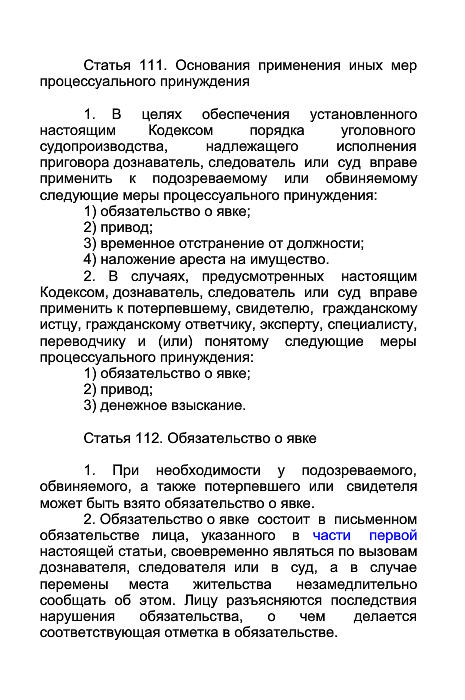 Статья 111. Основания применения иных мер
процессуального принуждения
1. В целях обеспечения установленного
настоящим Кодексом порядка уголовного
судопроизводства, надлежащего исполнения
приговора дознаватель, следователь или суд вправе
применить к подозреваемому или обвиняемому
следующие меры процессуального принуждения:
1) обязательство о явке;
2) привод;
3) временное отстранение от должности;
4) наложение ареста на имущество.
2. В случаях, предусмотренных настоящим
Кодексом, дознаватель, следователь или суд вправе
применить к потерпевшему, свидетелю, гражданскому
истцу, гражданскому ответчику, эксперту, специалисту,
переводчику и (или) понятому следующие меры
процессуального принуждения:
1) обязательство о явке;
2) привод;
3) денежное взыскание.
Статья 112. Обязательство о явке
1. При необходимости у подозреваемого,
обвиняемого, а также потерпевшего или свидетеля
может быть взято обязательство о явке.
2. Обязательство о явке состоит в письменном
обязательстве лица, указанного в части первой
настоящей статьи, своевременно являться по вызовам
дознавателя, следователя или в суд, а в случае
перемены места жительства незамедлительно
сообщать об этом. Лицу разъясняются последствия
нарушения обязательства, о чем делается
соответствующая отметка в обязательстве.